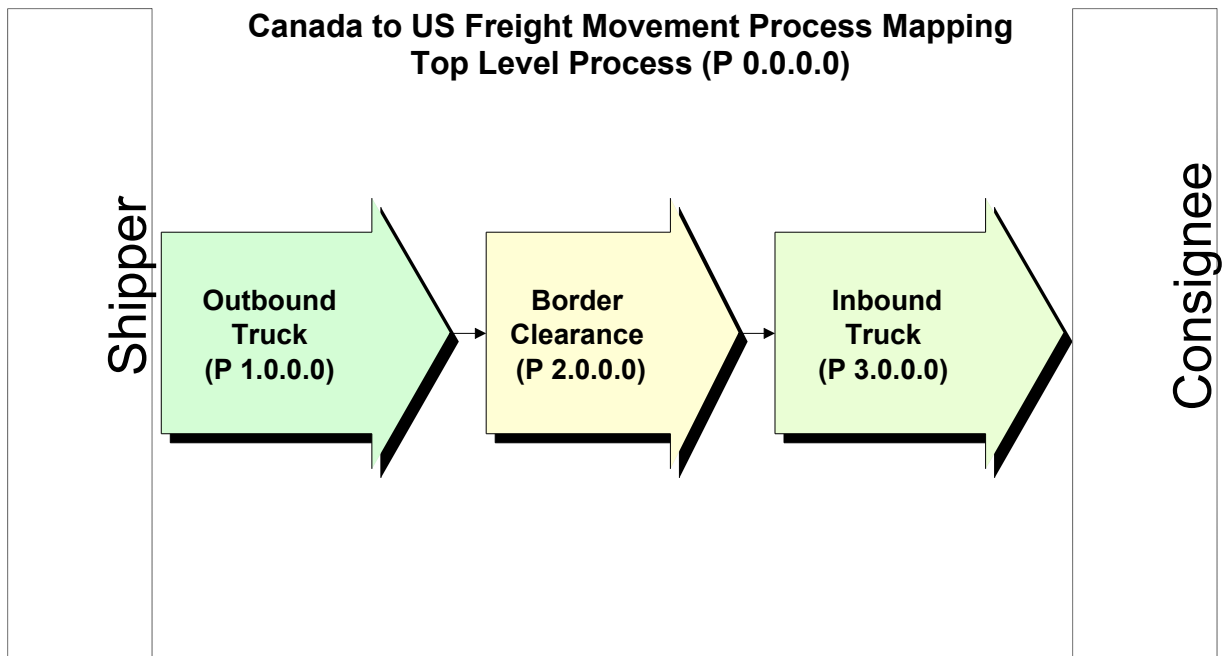 Canada to US Freight Movement Process Mapping
Top Level Process (P 0.0.0.0)
Shipper
Outbound
Truck
(P 1.0.0.0)
Border
Clearance
(P 2.0.0.0)
Inbound
Truck
(P 3.0.0.0)
Consignee